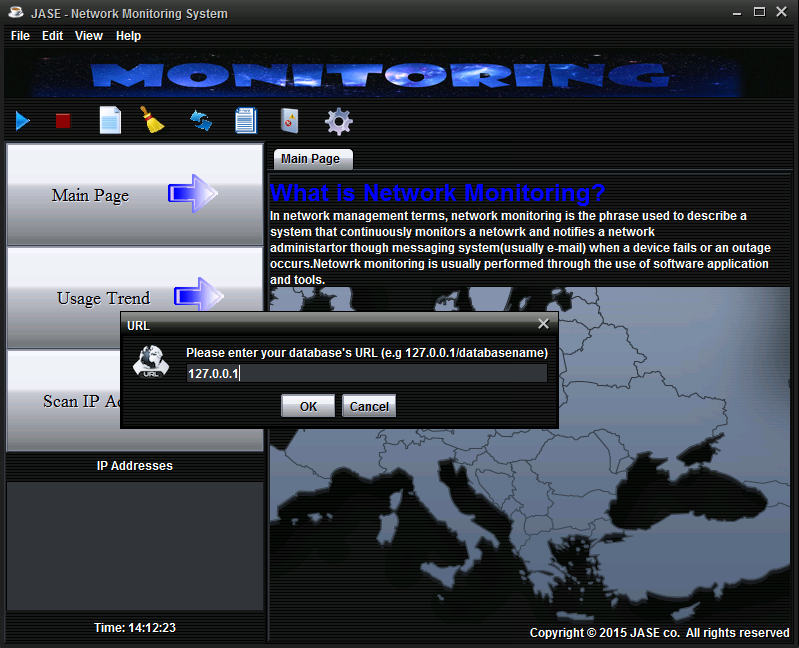 JASE - Network Monitoring System
File Edit View Help
MONITORING
Main Page
What Is Network Monitoring?
In network management terms, network monitoring is the phrase used to describe a
system that continuously monitors a netowrk and notifies a network
administartor though messaging system(usually e-mail) when a device fails or an outage
occurs.Netowrk monitoring is usually performed through the use of software application
and tools.
Main Page
Usage Trend
Scan IP Ad
URL
Please enter your database's URL (e.g 127.0.0.1/databasename)
URL
127.0.0.1
OK Cancel
IP Addresses
Time: 14:12:23
Copyright © 2015 JASE co. All rights reserved